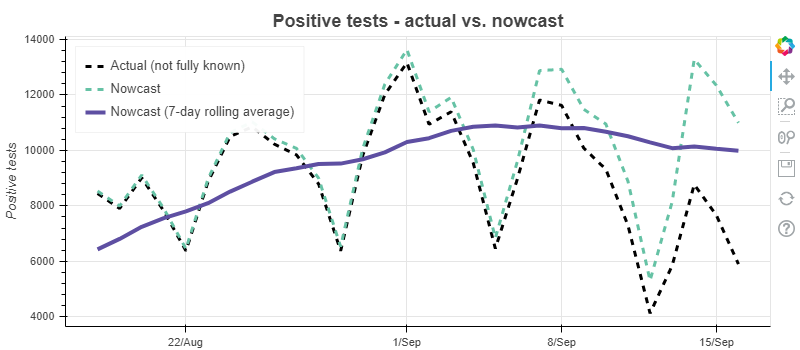 Positive tests - actual vs. nowcast
14000
12000
10000
8000
6000
4000
Positive tests
Actual (not fully known)
Nowcast
Nowcast (7-day rolling average)
22/Aug
1/Sep
8/Sep
15/Sep